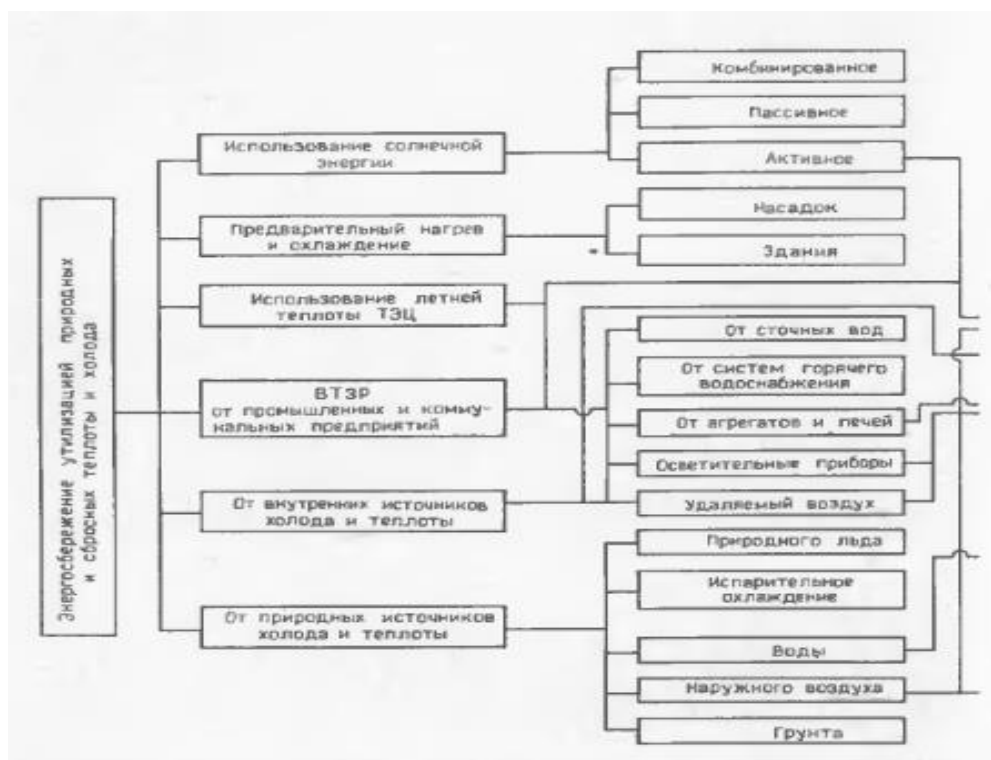 Энергосбережение утилизацией природных
и сбросных теплоты и холода
Использование солнечной
энергии
Предварительный нагрев
и охлаждение
Использование летней
теплоты ТЭЦ
ВТЗР
от промышленных и комму-
нальных предприятий
От внутренних источников
холода и теплоты
От природных источников
холода и теплоты
Комбинированное
Пассивное
Активное
Насадок
Здания
От сточных вод
От систем горячего
водоснабжения
От агрегатов и печей
Осветительные приборы
Удаляемый воздух
Природного льда
Испарительное
охлаждение
Воды
Наружного воздуха
Грунта